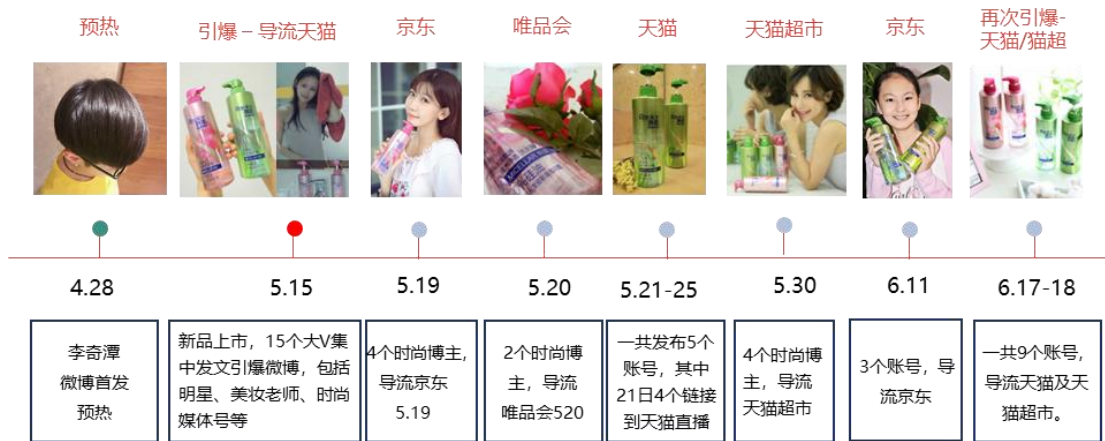 预热
引爆 – 导流天猫
京东
唯品会
天猫
天猫超市
京东
再次引爆-
天猫/猫超
4.28
5.15
5.19
5.20
5.21-25
5.30
6.11
6.17-18
李奇潭
微博首发
预热
新品上市，15个大V集
中发文引爆微博，包括
明星、美妆老师、时尚
媒体号等
4个时尚博主，
导流京东
5.19
2个时尚博
主，导流
唯品会520
一共发布5个
账号，其中
21日4个链接
到天猫直播
4个时尚博
主，导流
天猫超市
3个账号，导
流京东
一共9个账号，
导流天猫及天
猫超市。